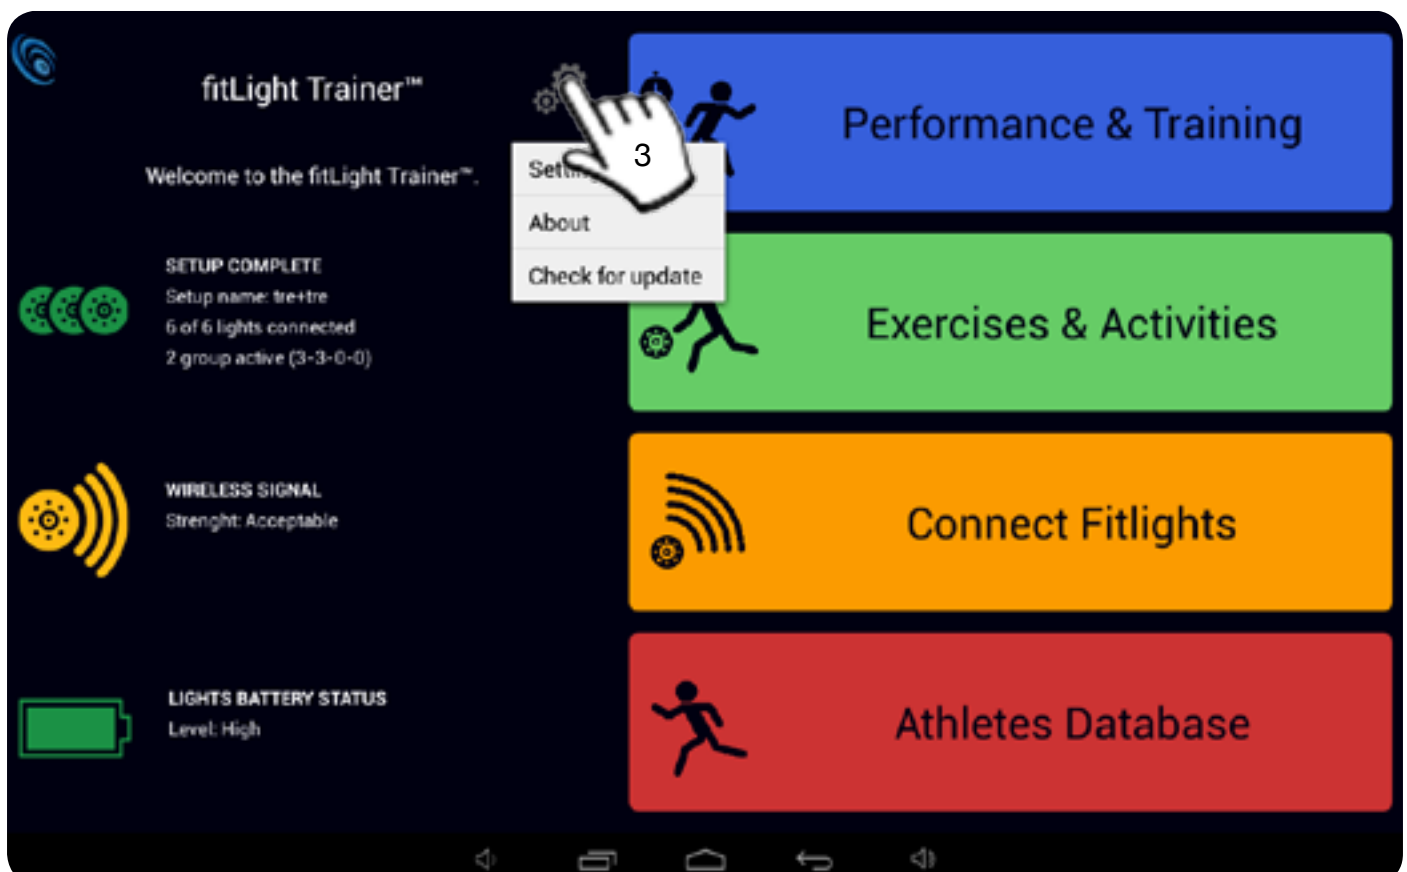 fitLight Trainer™
Welcome to the fitLight Trainer™.
SETUP COMPLETE
Setup name: tre+tre
6 of 6 lights connected
2 group active (3-3-0-0)
WIRELESS SIGNAL
Strenght: Acceptable
LIGHTS BATTERY STATUS
Level: High
3
About
Check for update
Performance & Training
Exercises & Activities
Connect Fitlights
Athletes Database